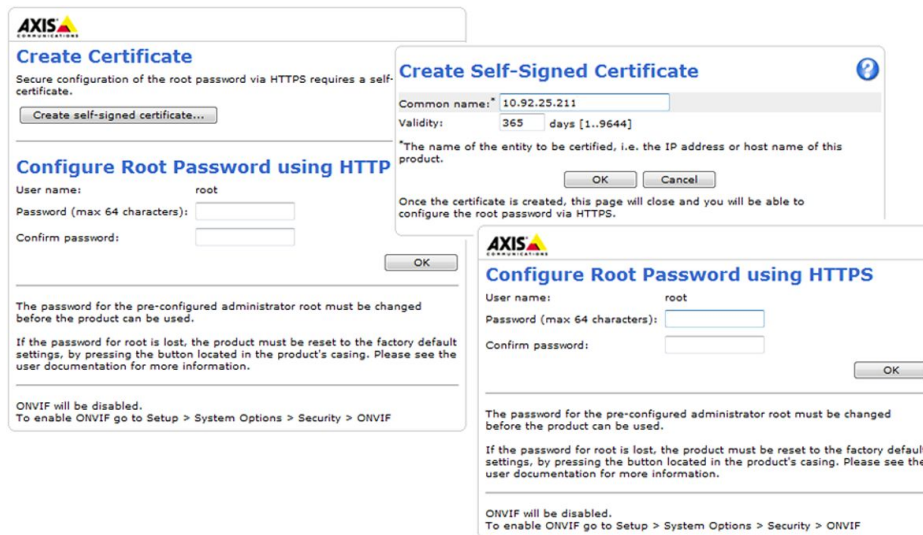 AXIS
COMMUNICATIONS
Create Certificate
Secure configuration of the root password via HTTPS requires a self-
certificate.
Create self-signed certificate...
Configure Root Password using HTTP
User name: root
Password (max 64 characters):
Confirm password:
OK
The password for the pre-configured administrator root must be changed
before the product can be used.
If the password for root is lost, the product must be reset to the factory default
settings, by pressing the button located in the product's casing. Please see the
user documentation for more information.
ONVIF will be disabled.
To enable ONVIF go to Setup > System Options > Security > ONVIF
Create Self-Signed Certificate
?
Common name:* 10.92.25.211
Validity: 365 days [1..9644]
*The name of the entity to be certified, i.e. the IP address or host name of this
product.
OK Cancel
Once the certificate is created, this page will close and you will be able to
configure the root password via HTTPS.
AXIS
COMMUNICATIONS
Configure Root Password using HTTPS
User name: root
Password (max 64 characters):
Confirm password:
OK
The password for the pre-configured administrator root must be changed
before the product can be used.
If the password for root is lost, the product must be reset to the factory defaul
settings, by pressing the button located in the product's casing. Please see the
user documentation for more information.
ONVIF will be disabled.
To enable ONVIF go to Setup > System Options > Security > ONVIF